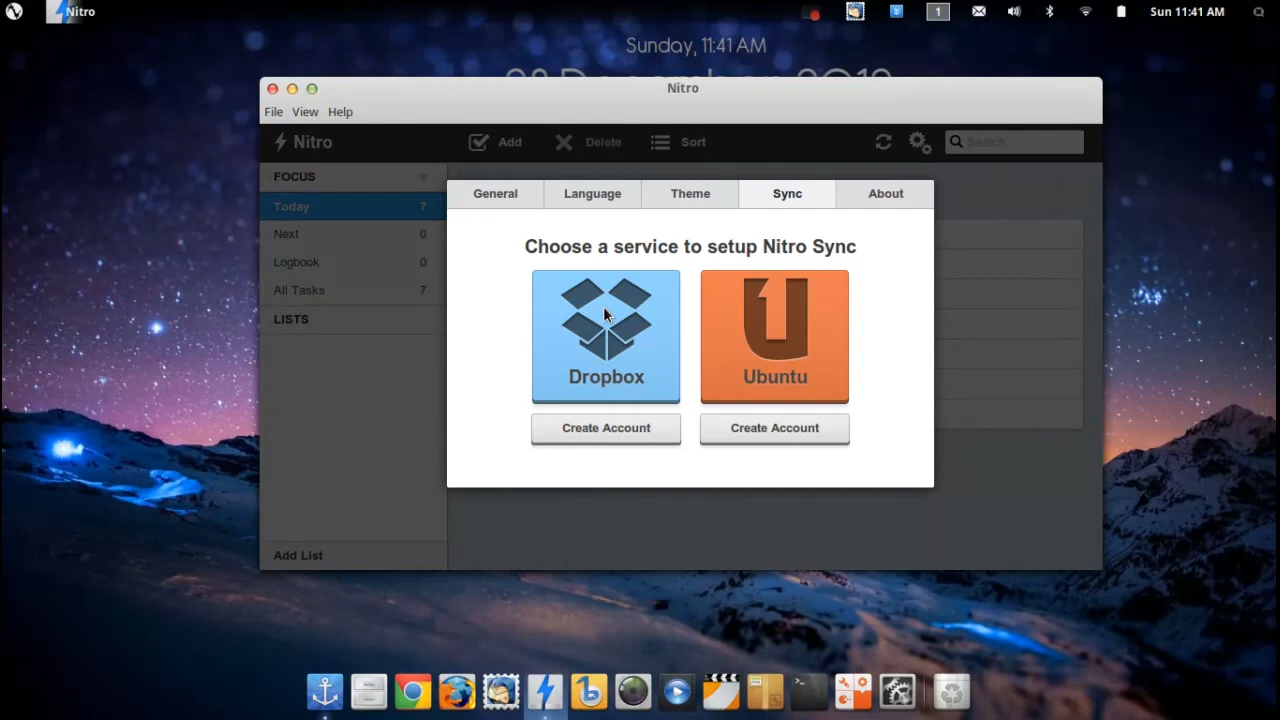 Nitro
1
Sun 11:41 AM
Sunday, 11:41 AM
Nitro
File View Help
Nitro
Add
Delete
Sort
Search
FOCUS
Today 7
Next 0
Logbook 0
All Tasks 7
LISTS
Add List
General
Language
Theme
Sync
About
Choose a service to setup Nitro Sync
Dropbox
Ubuntu
Create Account
Create Account